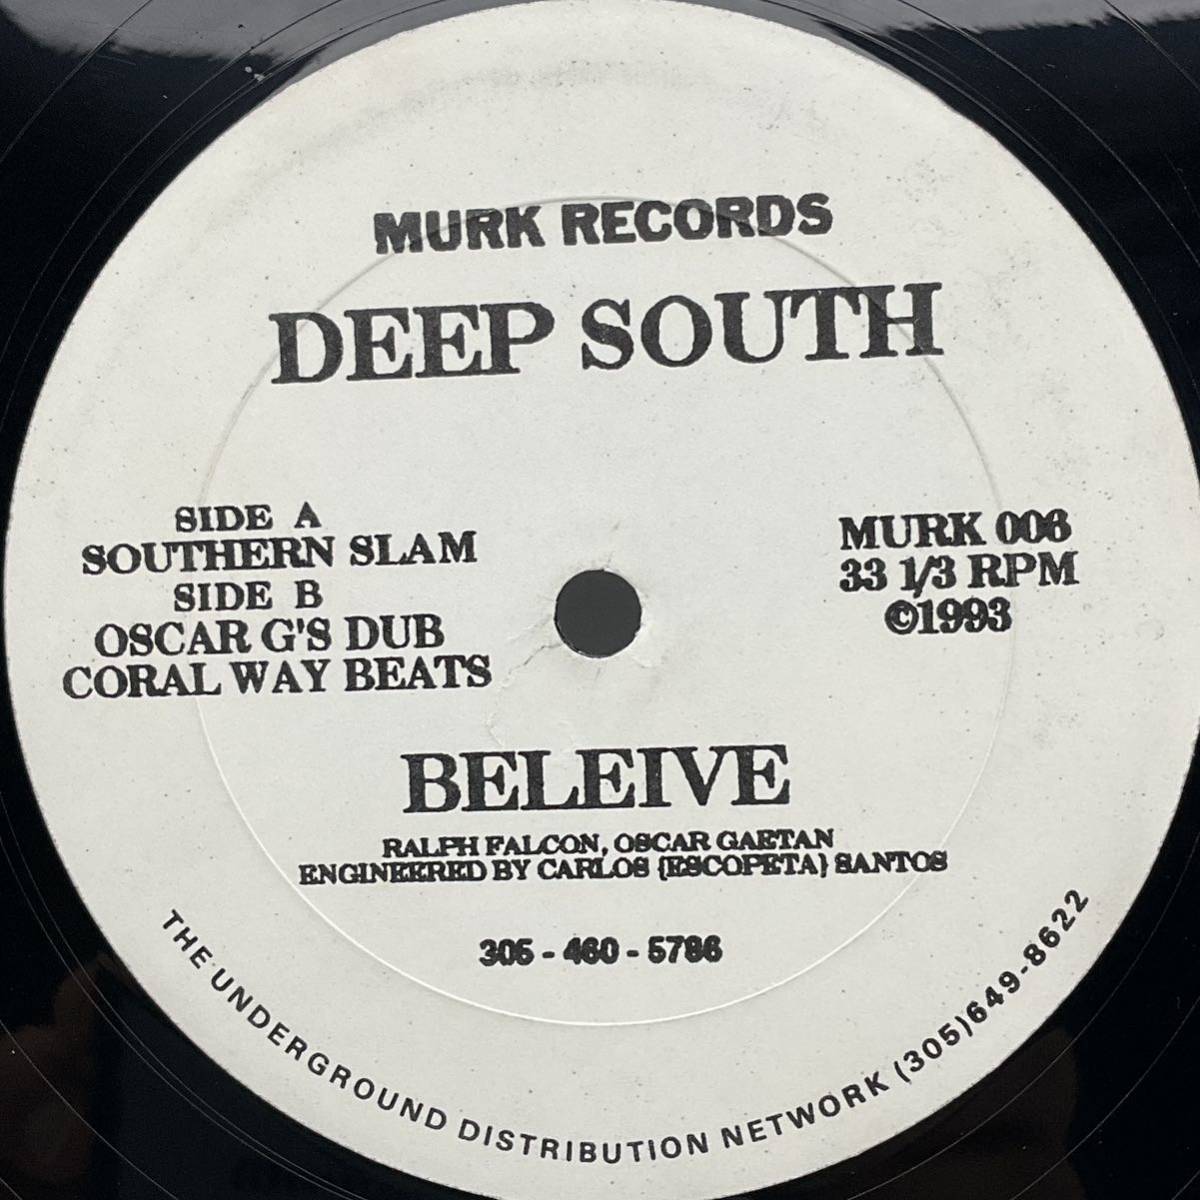 MURK RECORDS
DEEP SOUTH
SIDE A
SOUTHERN SLAM
SIDE B
OSCAR G'S DUB
CORAL WAY BEATS
MURK 006
33 1/3 RPM
©1993
BELEIVE
RALPH FALCON, OSCAR GAETAN
ENGINEERED BY CARLOS {ESCOPETA} SANTOS
305 - 460 - 5786
THE UNDERGROUND DISTRIBUTION NETWORK (305)649-8622